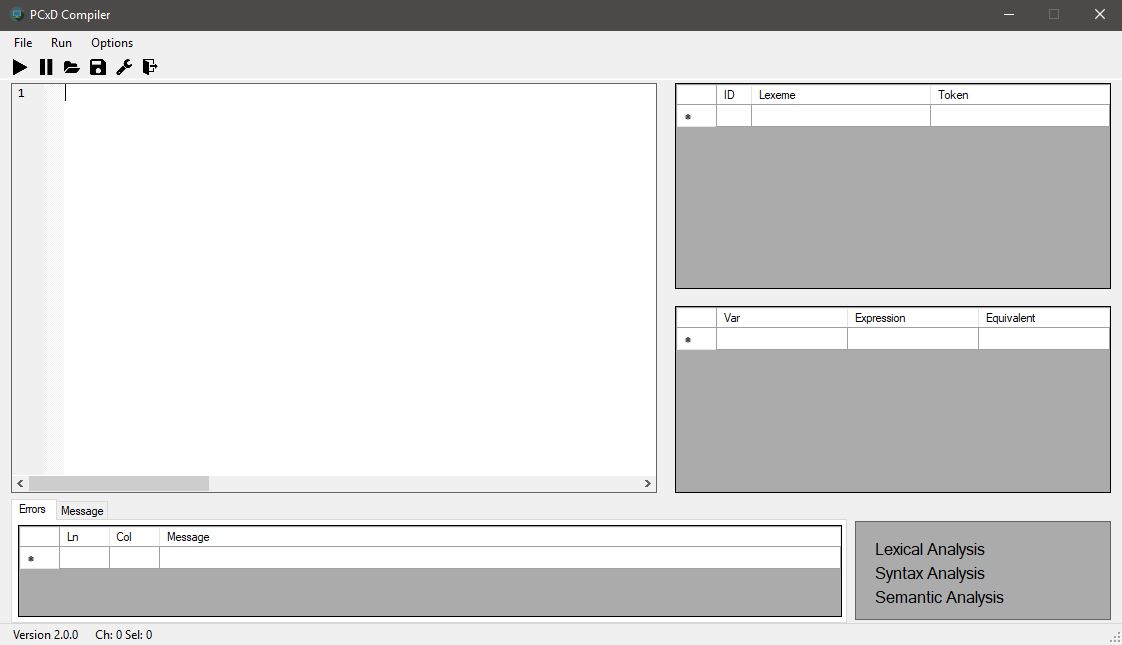 PCxD Compiler
File Run Options
1
ID Lexeme Token
Var Expression Equivalent
Errors Message
Ln Col Message
Lexical Analysis
Syntax Analysis
Semantic Analysis
Version 2.0.0 Ch: 0 Sel: 0